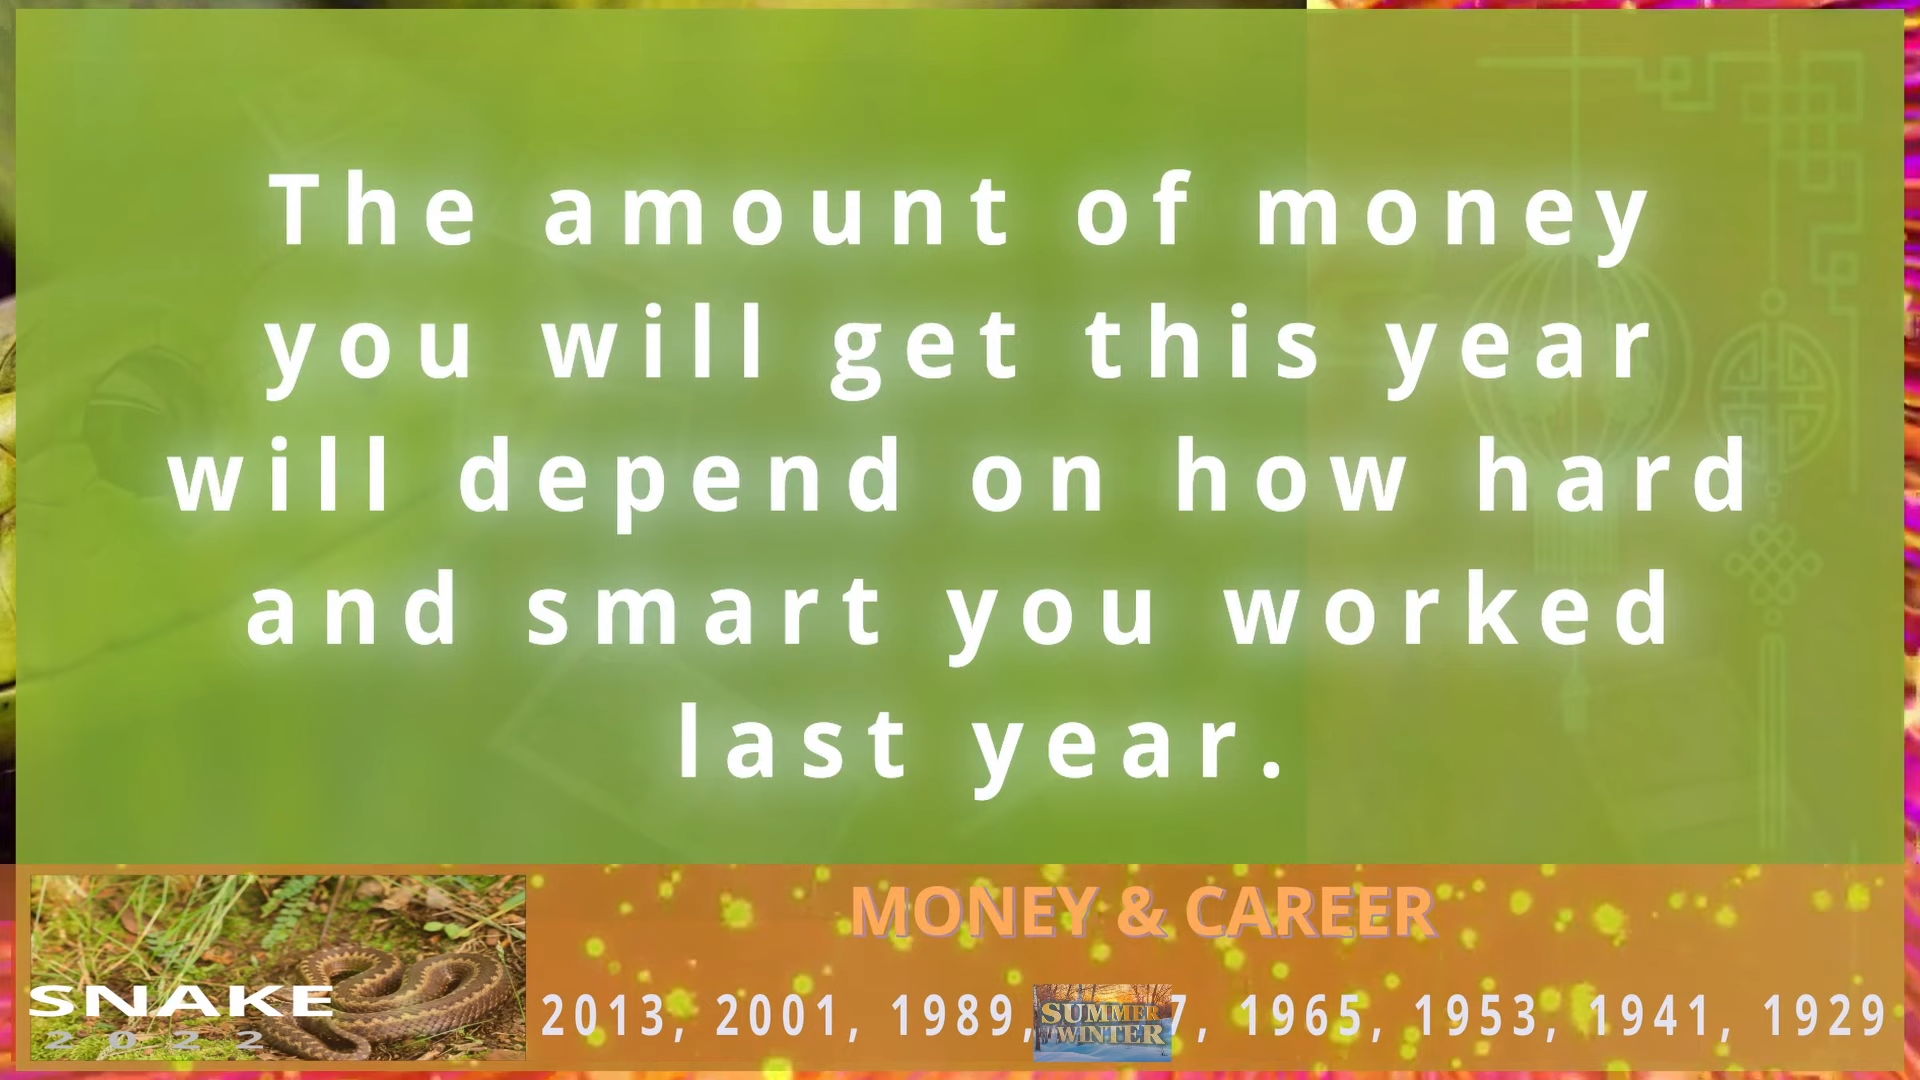 The amount of money
you will get this year
will depend on how hard
and smart you worked
last year.
MONEY & CAREER
SNAKE
2022
2013, 2001, 1989, 7, 1965, 1953, 1941, 1929
SUMMER
WINTER